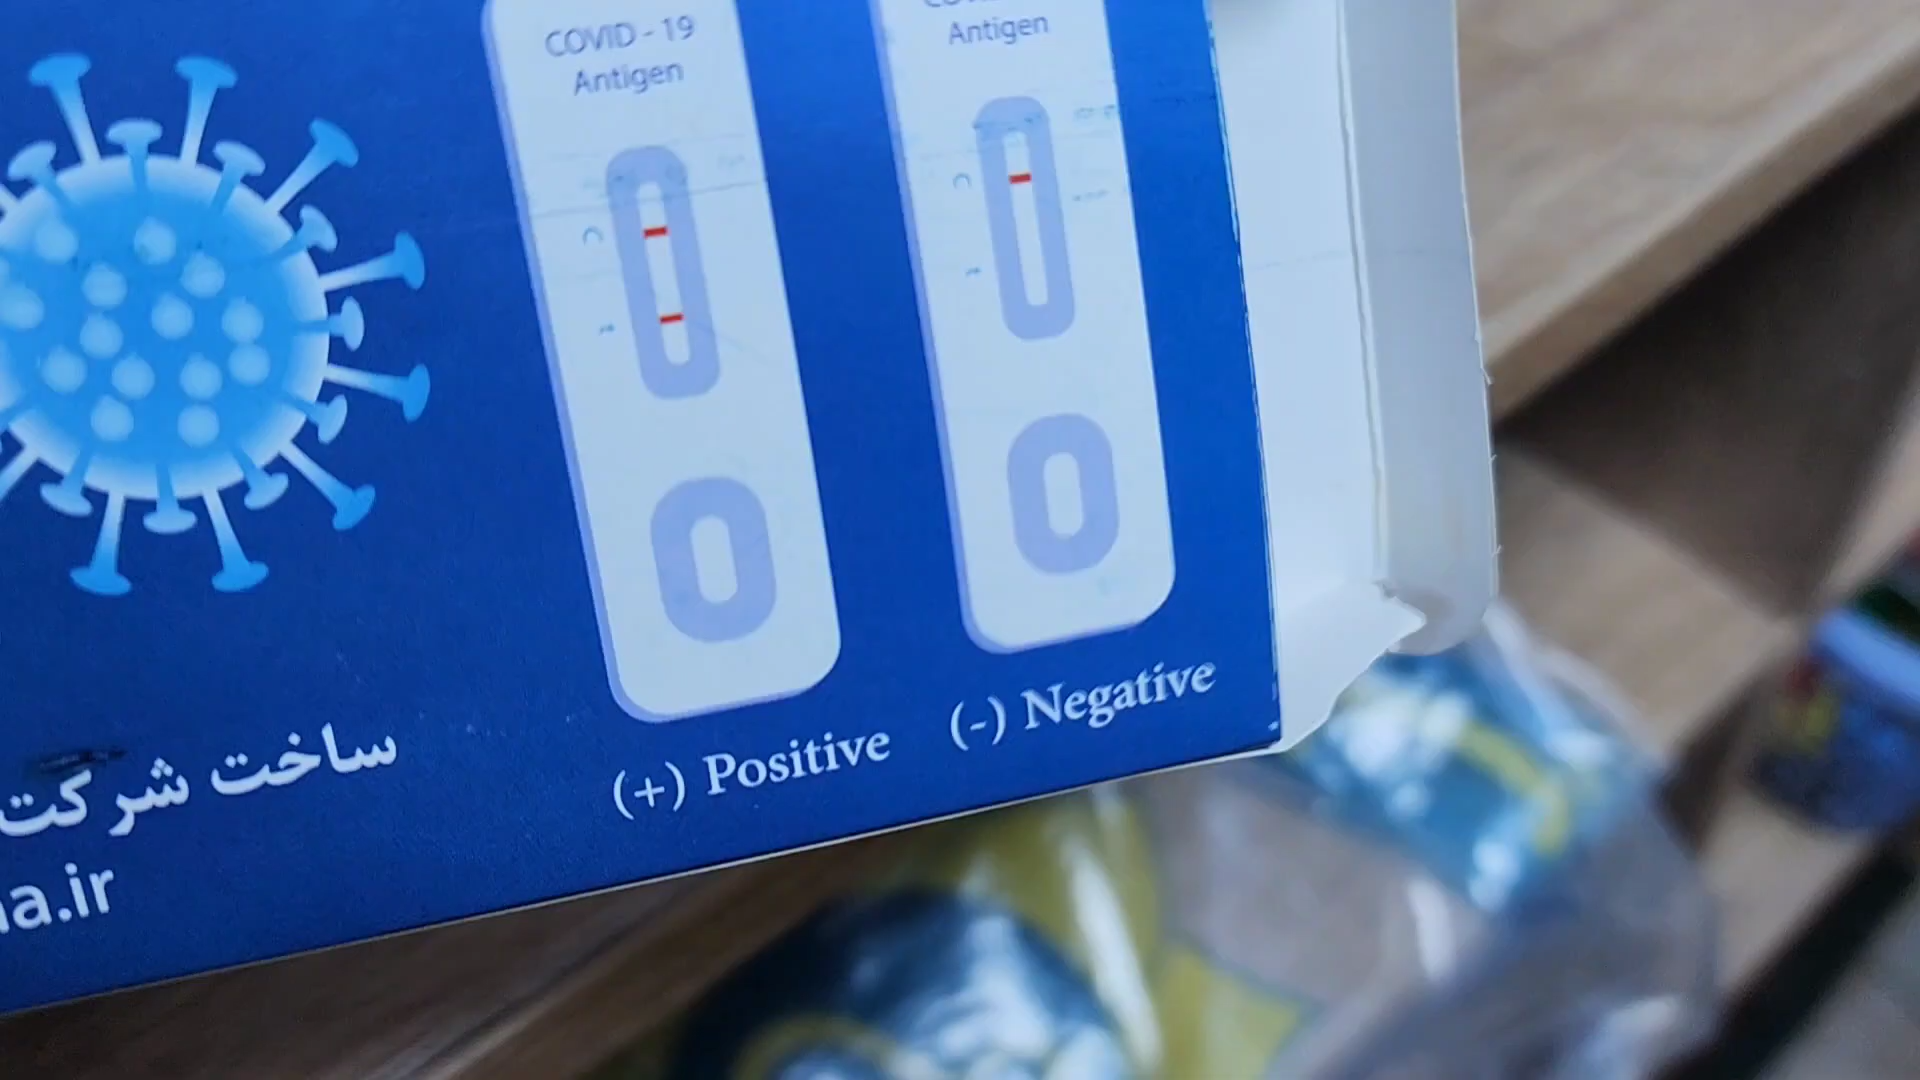 COVID - 19
Antigen
Antigen
C
C
(+) Positive
(-) Negative
ساخت شرکت
a.ir